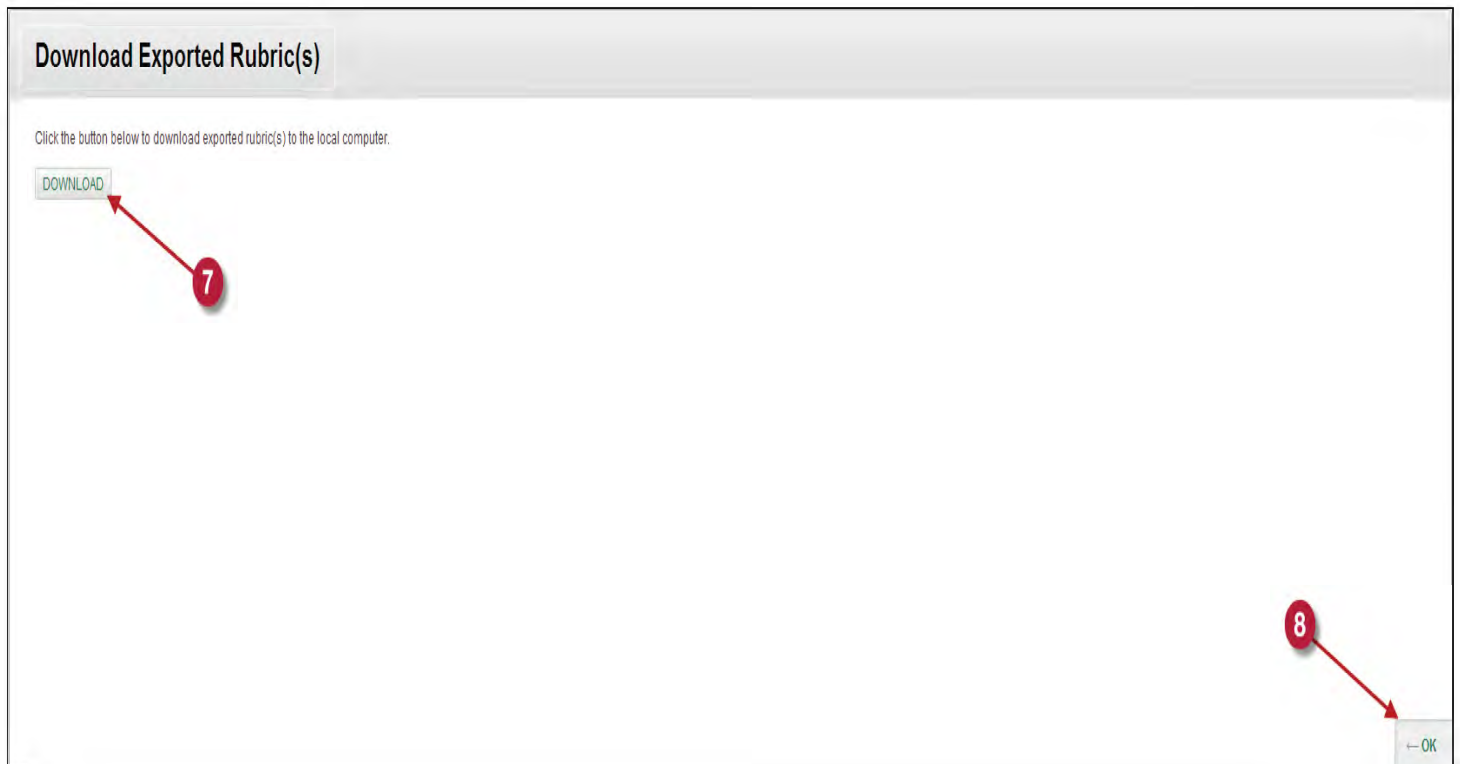 Download Exported Rubric(s)
Click the button below to download exported rubric(s) to the local computer.
DOWNLOAD
7
8
← OK